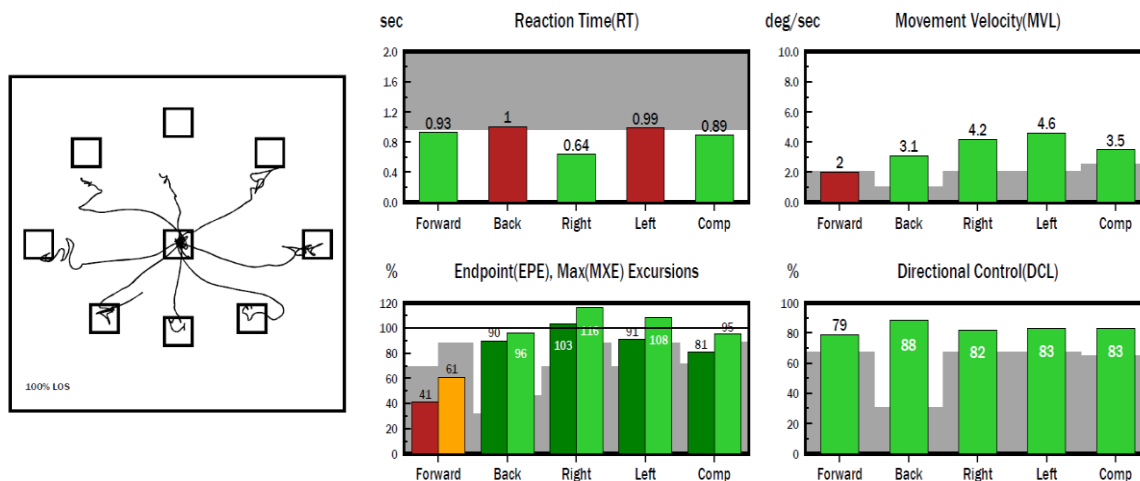 100% LOS
sec Reaction Time(RT)
2.0
1.6
1.2
0.8
0.4
0.0
0.93 1 0.64 0.99 0.89
Forward Back Right Left Comp
deg/sec Movement Velocity(MVL)
10.0
8.0
6.0
4.0
2.0
0.0
2 3.1 4.2 4.6 3.5
Forward Back Right Left Comp
% Endpoint(EPE), Max(MXE) Excursions
120
100
80
60
40
20
0
41 61 90 96 103 116 91 108 81 95
Forward Back Right Left Comp
% Directional Control(DCL)
100
80
60
40
20
0
79 88 82 83 83
Forward Back Right Left Comp